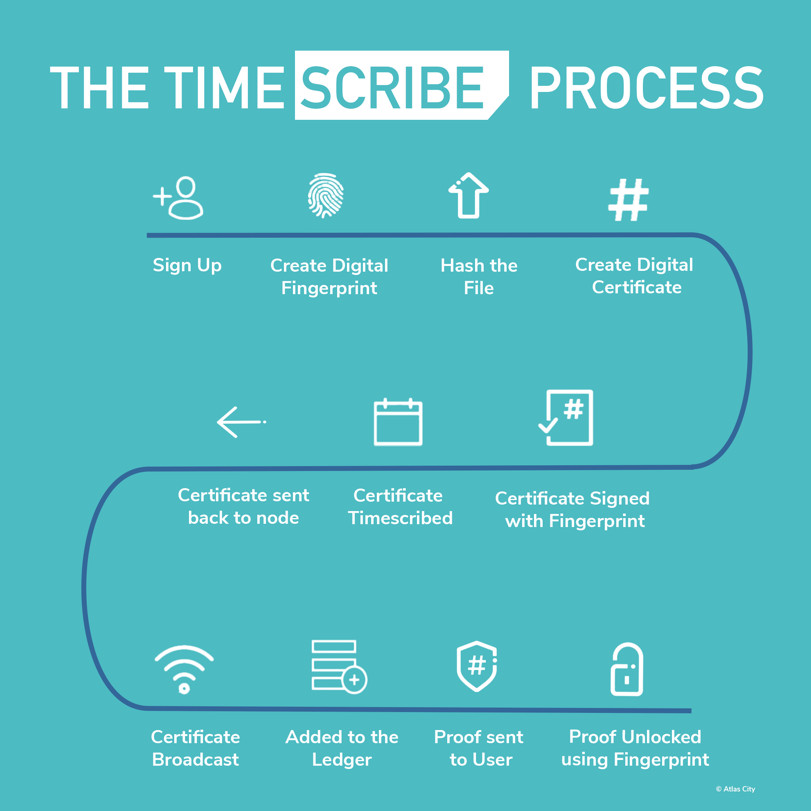 THE TIME SCRIBE PROCESS
#
Sign Up
Create Digital
Fingerprint
Hash the
File
Create Digital
Certificate
#
Certificate sent
back to node
Certificate
Timescribed
Certificate Signed
with Fingerprint
#
Certificate
Broadcast
Added to the
Ledger
Proof sent
to User
Proof Unlocked
using Fingerprint
© Atlas City